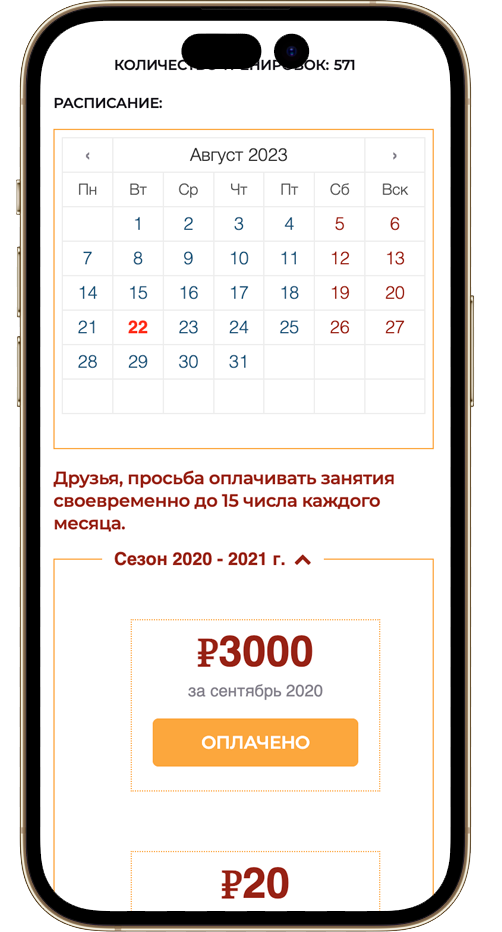 КОЛИЧЕСТВО ТРЕНИРОВОК: 571
РАСПИСАНИЕ:
‹ Август 2023 ›
Пн Вт Ср Чт Пт Сб Вск
1 2 3 4 5 6
7 8 9 10 11 12 13
14 15 16 17 18 19 20
21 22 23 24 25 26 27
28 29 30 31
Друзья, просьба оплачивать занятия
своевременно до 15 числа каждого
месяца.
Сезон 2020 - 2021 г.
₽3000
за сентябрь 2020
ОПЛАЧЕНО
₽20